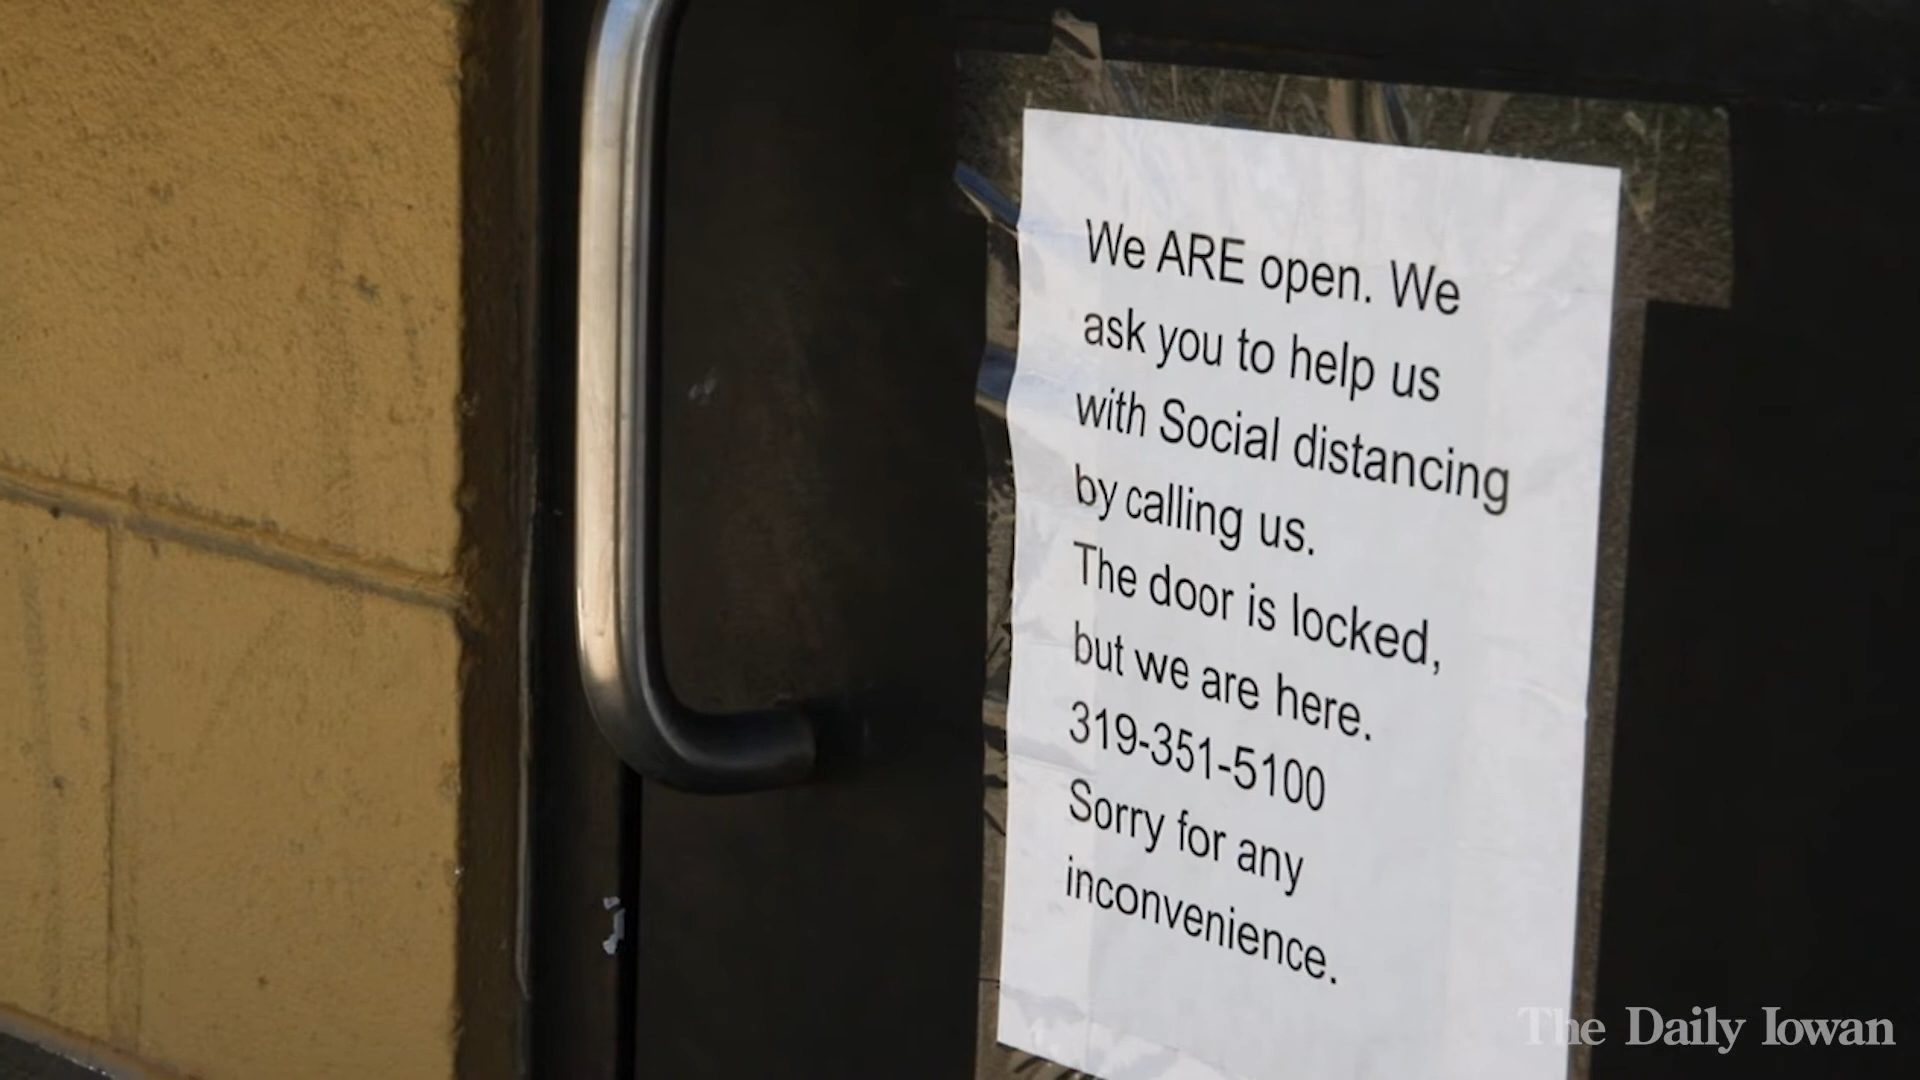 We ARE open. We
ask you to help us
with Social distancing
by calling us.
The door is locked,
but we are here.
319-351-5100
Sorry for any
inconvenience.
The Daily Iowan